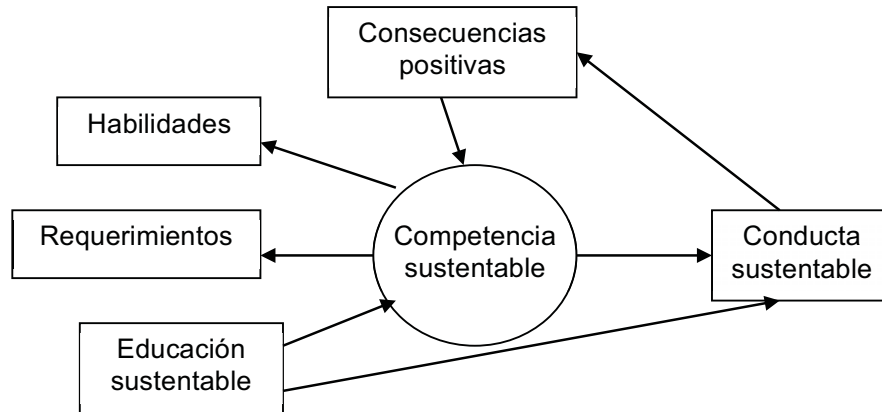 Consecuencias
positivas
Habilidades
Requerimientos
Competencia
sustentable
Conducta
sustentable
Educación
sustentable